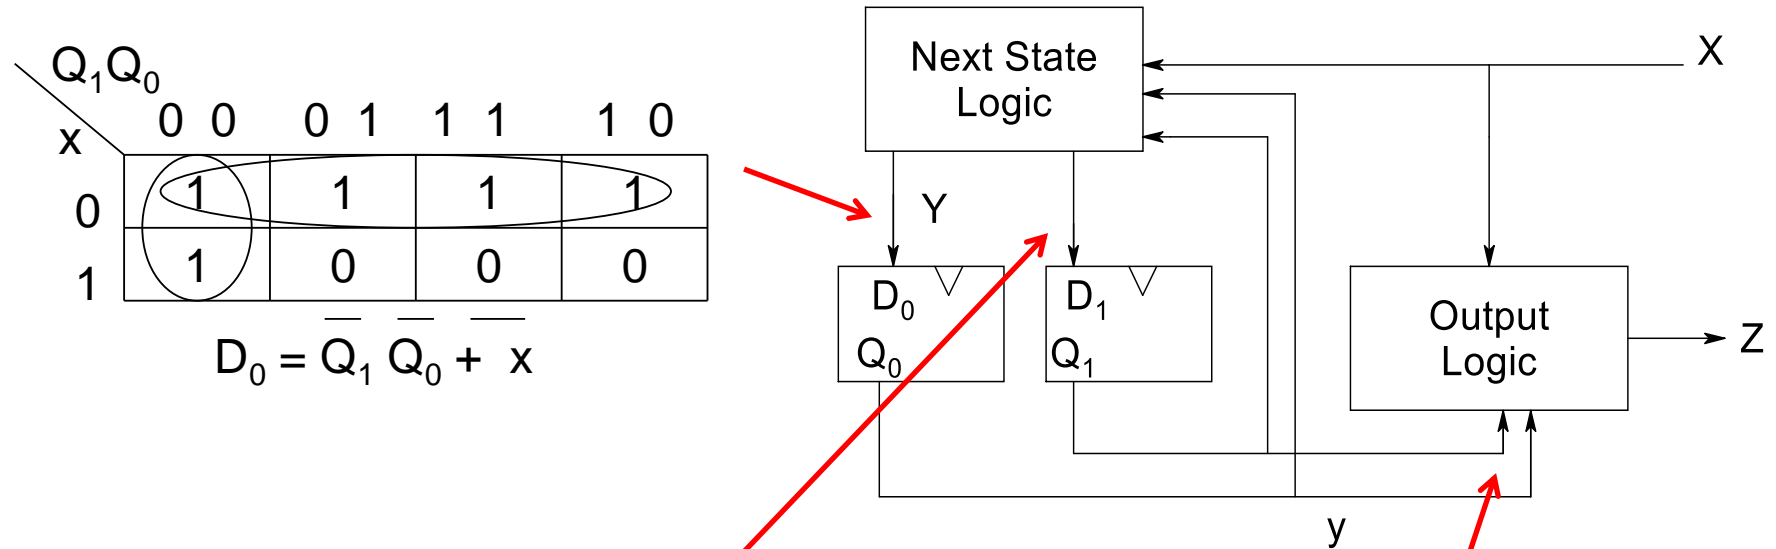 Q₁Q₀
x
0 0 0 1 1 1 1 0
0 1 1 1 1
1 1 0 0 0
D₀ = Q̅₁ Q̅₀ + x̅
Next State
Logic
X
Y
D₀
Q₀
D₁
Q₁
Output
Logic
Z
y